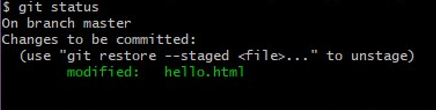 $ git status
On branch master
Changes to be committed:
  (use "git restore --staged <file>..." to unstage)
        modified:   hello.html